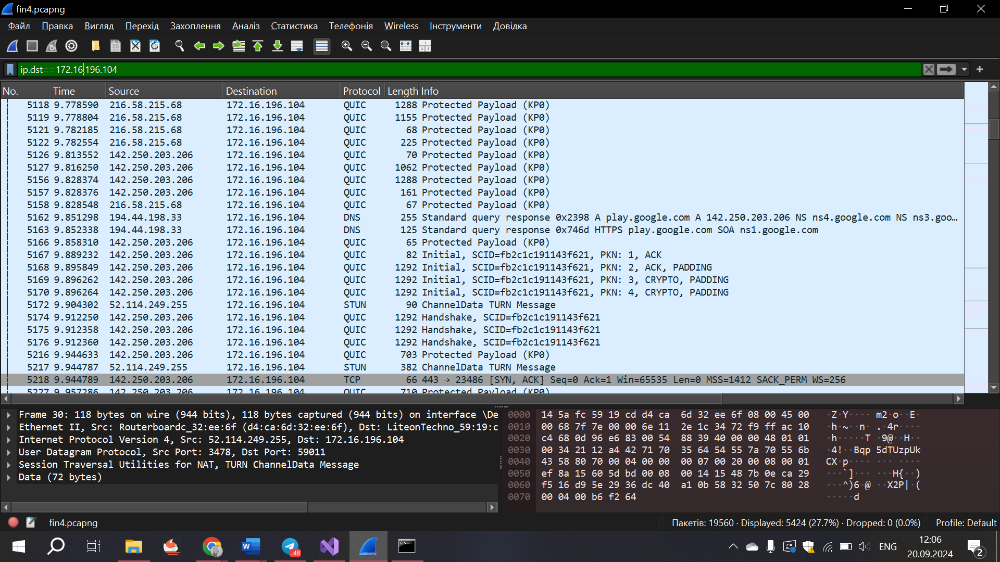 fin4.pcapng
Файл Правка Вигляд Перехід Захоплення Аналіз Статистика Телефонія Wireless Інструменти Довідка
ip.dst==172.16.196.104
No. Time Source Destination Protocol Length Info
5118 9.778590 216.58.215.68 172.16.196.104 QUIC 1288 Protected Payload (KP0)
5119 9.778804 216.58.215.68 172.16.196.104 QUIC 1155 Protected Payload (KP0)
5121 9.782185 216.58.215.68 172.16.196.104 QUIC 68 Protected Payload (KP0)
5122 9.782554 216.58.215.68 172.16.196.104 QUIC 225 Protected Payload (KP0)
5126 9.813552 142.250.203.206 172.16.196.104 QUIC 70 Protected Payload (KP0)
5127 9.816250 142.250.203.206 172.16.196.104 QUIC 1062 Protected Payload (KP0)
5156 9.828374 142.250.203.206 172.16.196.104 QUIC 1288 Protected Payload (KP0)
5157 9.828376 142.250.203.206 172.16.196.104 QUIC 161 Protected Payload (KP0)
5158 9.828548 216.58.215.68 172.16.196.104 QUIC 67 Protected Payload (KP0)
5162 9.851298 194.44.198.33 172.16.196.104 DNS 255 Standard query response 0x2398 A play.google.com A 142.250.203.206 NS ns4.google.com NS ns3.goo…
5163 9.852338 194.44.198.33 172.16.196.104 DNS 125 Standard query response 0x746d HTTPS play.google.com SOA ns1.google.com
5166 9.858310 142.250.203.206 172.16.196.104 QUIC 65 Protected Payload (KP0)
5167 9.889232 142.250.203.206 172.16.196.104 QUIC 82 Initial, SCID=fb2c1c191143f621, PKN: 1, ACK
5168 9.895849 142.250.203.206 172.16.196.104 QUIC 1292 Initial, SCID=fb2c1c191143f621, PKN: 2, ACK, PADDING
5169 9.896262 142.250.203.206 172.16.196.104 QUIC 1292 Initial, SCID=fb2c1c191143f621, PKN: 3, CRYPTO, PADDING
5170 9.896264 142.250.203.206 172.16.196.104 QUIC 1292 Initial, SCID=fb2c1c191143f621, PKN: 4, CRYPTO, PADDING
5172 9.904302 52.114.249.255 172.16.196.104 STUN 90 ChannelData TURN Message
5174 9.912250 142.250.203.206 172.16.196.104 QUIC 1292 Handshake, SCID=fb2c1c191143f621
5175 9.912358 142.250.203.206 172.16.196.104 QUIC 1292 Handshake, SCID=fb2c1c191143f621
5176 9.912360 142.250.203.206 172.16.196.104 QUIC 1292 Handshake, SCID=fb2c1c191143f621
5216 9.944633 142.250.203.206 172.16.196.104 QUIC 703 Protected Payload (KP0)
5217 9.944787 52.114.249.255 172.16.196.104 STUN 382 ChannelData TURN Message
5218 9.944789 142.250.203.206 172.16.196.104 TCP 66 443 → 23486 [SYN, ACK] Seq=0 Ack=1 Win=65535 Len=0 MSS=1412 SACK_PERM WS=256
5227 9.957286 142.250.203.206 172.16.196.104 QUIC 710 Protected Payload (KP0)
Frame 30: 118 bytes on wire (944 bits), 118 bytes captured (944 bits) on interface \De
Ethernet II, Src: Routerboardc_32:ee:6f (d4:ca:6d:32:ee:6f), Dst: LiteonTechno_59:19:c
Internet Protocol Version 4, Src: 52.114.249.255, Dst: 172.16.196.104
User Datagram Protocol, Src Port: 3478, Dst Port: 59011
Session Traversal Utilities for NAT, TURN ChannelData Message
Data (72 bytes)
0000 14 5a fc 59 19 cd d4 ca 6d 32 ee 6f 08 00 45 00 ·Z·Y···· m2·o··E·
0010 00 68 7f 7e 00 00 6e 11 2e 1c 34 72 f9 ff ac 10 ·h·~··n· .·4r····
0020 c4 68 0d 96 e6 83 00 54 88 39 40 00 00 48 01 01 ·h·····T ·9@··H··
0030 00 34 21 12 a4 42 71 70 35 64 54 55 7a 70 55 6b ·4!··Bqp 5dTUzpUk
0040 43 58 80 70 00 04 00 00 00 07 00 20 00 08 00 01 CX·p···· ··· ····
0050 ef 8a 15 60 5d bd 00 08 00 14 15 48 7b 0e ca 29 ···`]··· ···H{··)
0060 f5 16 d9 5e 29 36 dc 40 a1 0b 58 32 50 7c 80 28 ···^)6·@ ··X2P|·(
0070 00 04 00 b6 f2 64 ·····d
fin4.pcapng Пакетів: 19560 · Displayed: 5424 (27.7%) · Dropped: 0 (0.0%) Profile: Default
..48
ENG
12:06
20.09.2024
2